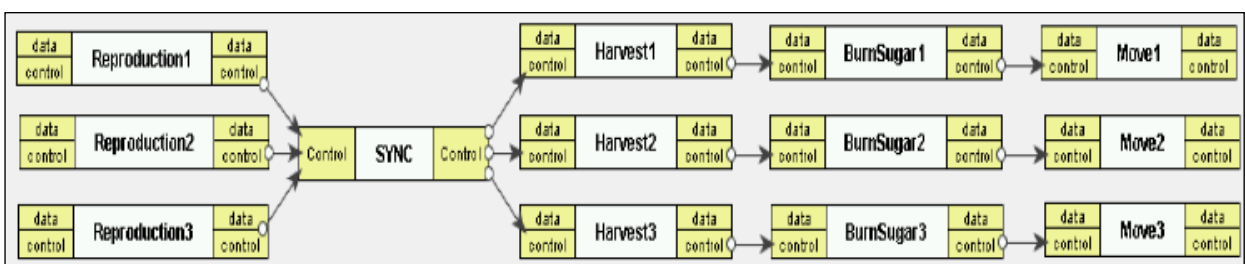 data Reproduction1 data data Harvest1 data data BurnSugar1 data data Move1 data
control control control control control control control control
data Reproduction2 data data Harvest2 data data BurnSugar2 data data Move2 data
control control Control SYNC Control control control control control control control
data Reproduction3 data data Harvest3 data data BurnSugar3 data data Move3 data
control control control control control control control control